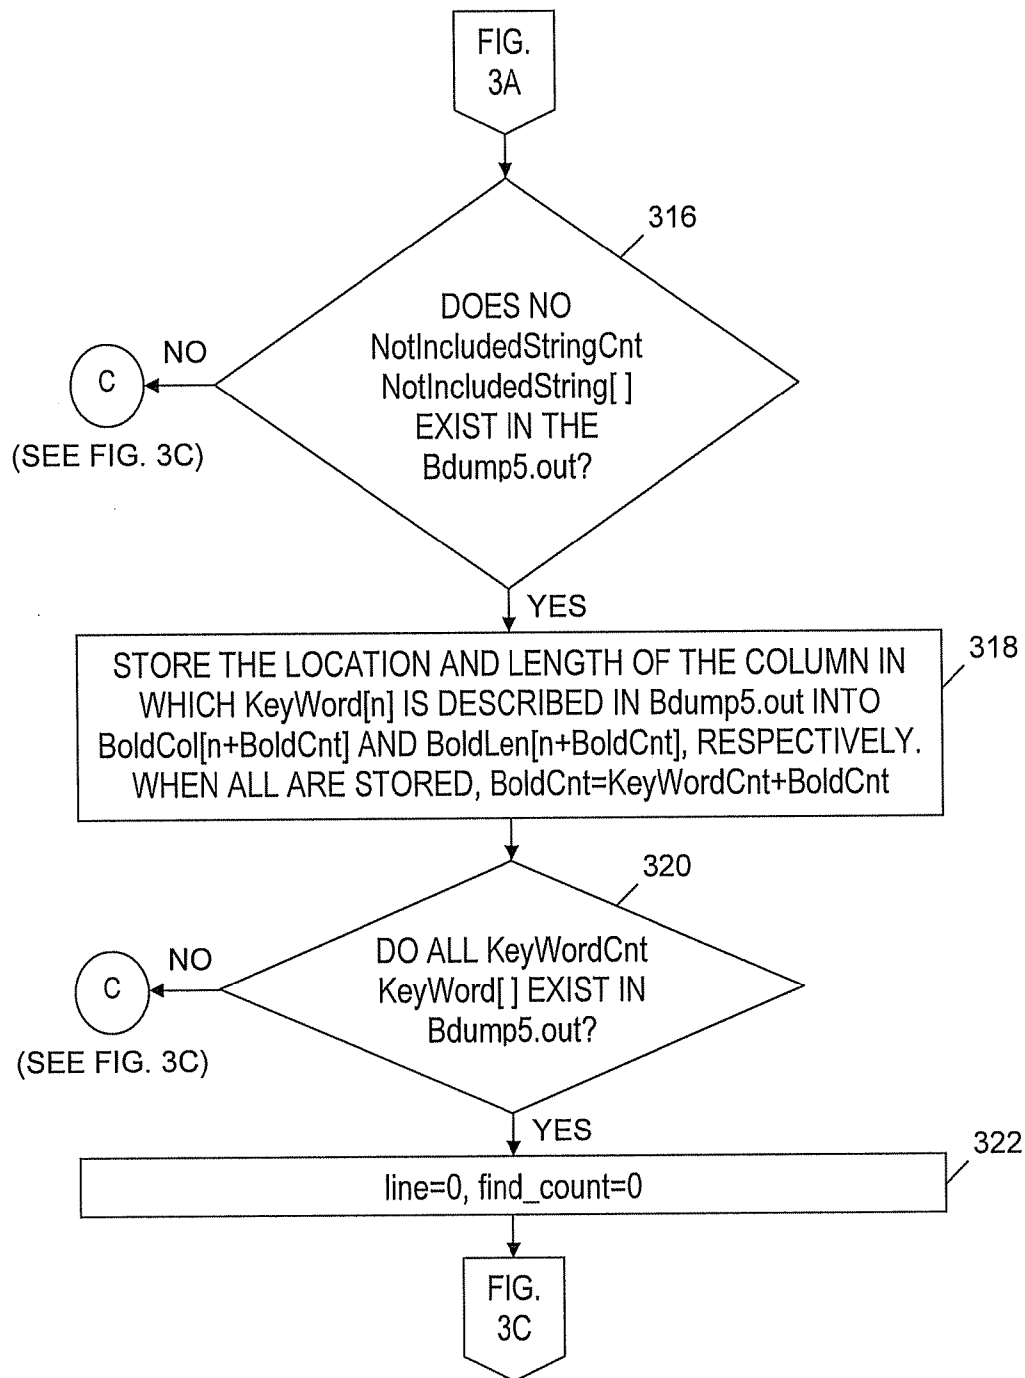 FIG.
3A
316
DOES NO
NotIncludedStringCnt
NotIncludedString[ ]
EXIST IN THE
Bdump5.out?
NO
C
(SEE FIG. 3C)
YES
318
STORE THE LOCATION AND LENGTH OF THE COLUMN IN
WHICH KeyWord[n] IS DESCRIBED IN Bdump5.out INTO
BoldCol[n+BoldCnt] AND BoldLen[n+BoldCnt], RESPECTIVELY.
WHEN ALL ARE STORED, BoldCnt=KeyWordCnt+BoldCnt
320
DO ALL KeyWordCnt
KeyWord[ ] EXIST IN
Bdump5.out?
NO
C
(SEE FIG. 3C)
YES
322
line=0, find_count=0
FIG.
3C